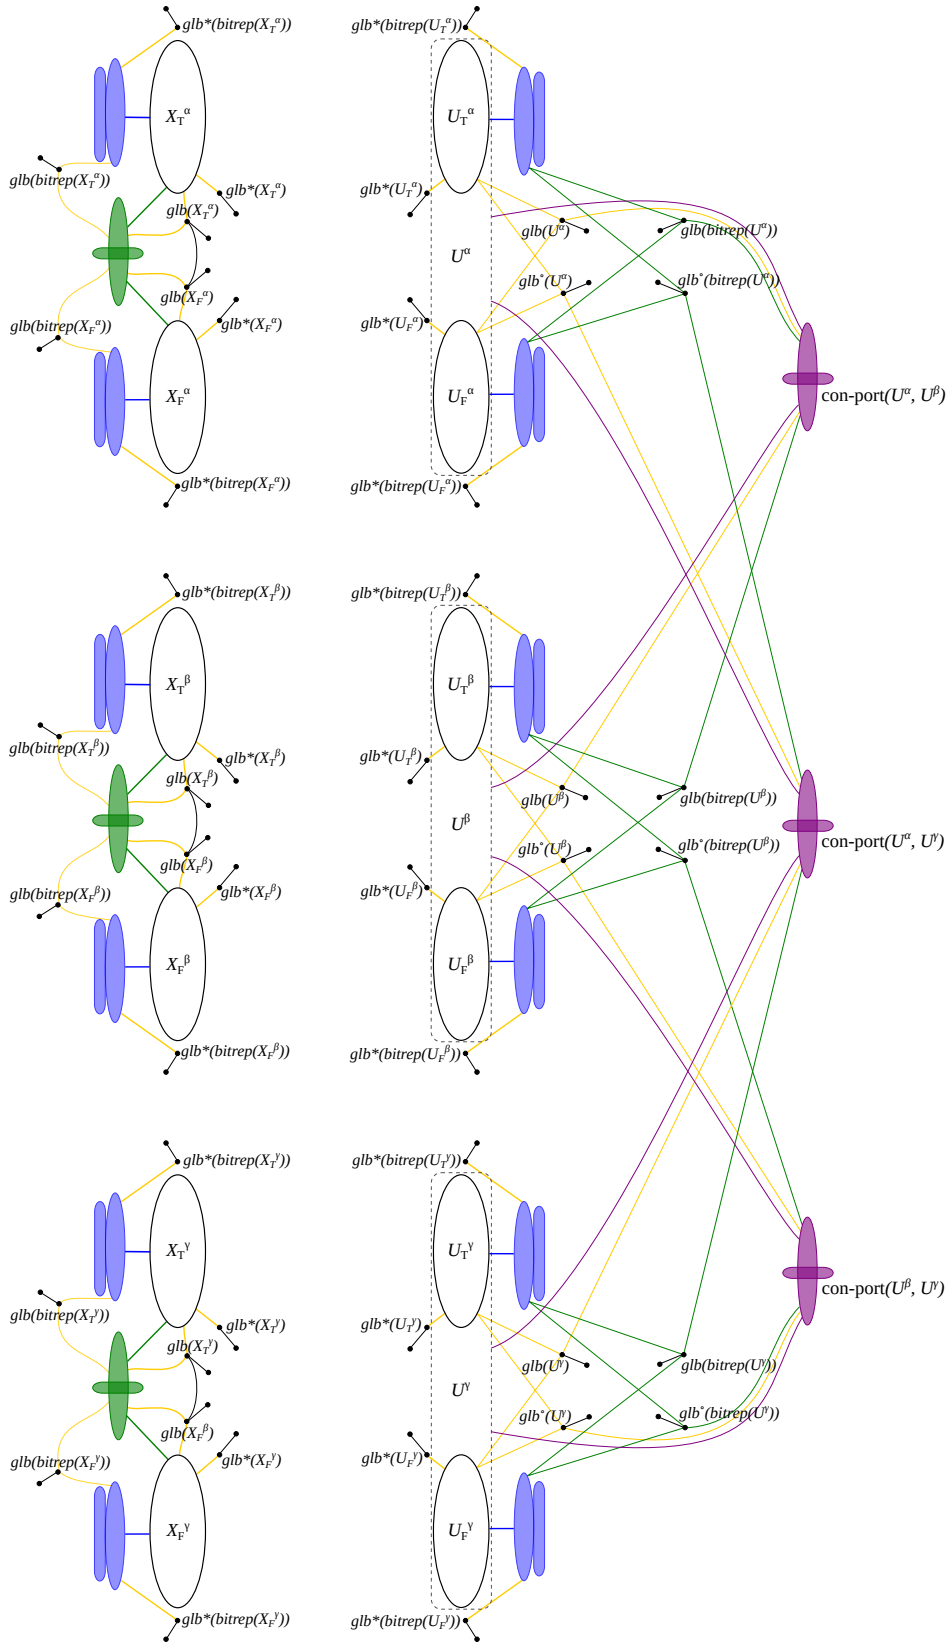 glb*(bitrep(X_T^α)) glb*(bitrep(U_T^α))
X_T^α U_T^α
glb(bitrep(X_T^α)) glb*(X_T^α) glb*(U_T^α)
glb(X_T^α) glb(U^α) glb(bitrep(U^α))
U^α
glb(X_F^α) glb°(U^α) glb°(bitrep(U^α))
glb(bitrep(X_F^α)) glb*(X_F^α) glb*(U_F^α)
X_F^α U_F^α con-port(U^α, U^β)
glb*(bitrep(X_F^α)) glb*(bitrep(U_F^α))
glb*(bitrep(X_T^β)) glb*(bitrep(U_T^β))
X_T^β U_T^β
glb(bitrep(X_T^β)) glb*(X_T^β) glb*(U_T^β)
glb(X_T^β) glb(U^β) glb(bitrep(U^β))
U^β con-port(U^α, U^γ)
glb(X_F^β) glb°(U^β) glb°(bitrep(U^β))
glb(bitrep(X_F^β)) glb*(X_F^β) glb*(U_F^β)
X_F^β U_F^β
glb*(bitrep(X_F^β)) glb*(bitrep(U_F^β))
glb*(bitrep(X_T^γ)) glb*(bitrep(U_T^γ))
X_T^γ U_T^γ con-port(U^β, U^γ)
glb(bitrep(X_T^γ)) glb*(X_T^γ) glb*(U_T^γ)
glb(X_T^γ) glb(U^γ) glb(bitrep(U^γ))
U^γ
glb(X_F^β) glb°(U^γ) glb°(bitrep(U^γ))
glb(bitrep(X_F^γ)) glb*(X_F^γ) glb*(U_F^γ)
X_F^γ U_F^γ
glb*(bitrep(X_F^γ)) glb*(bitrep(U_F^γ))